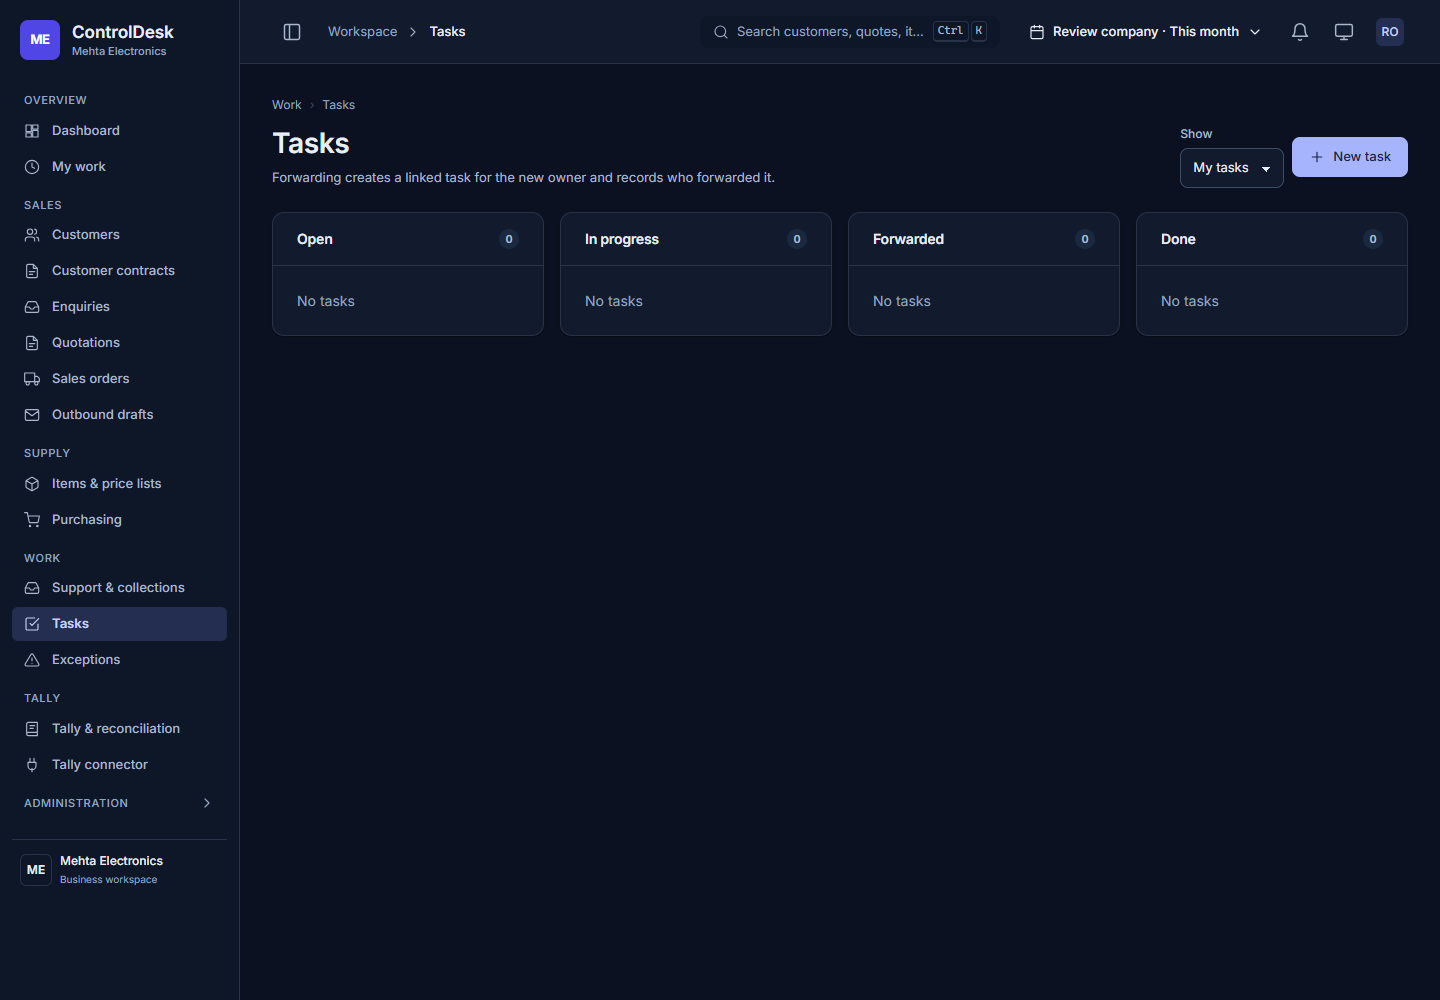 ME
ControlDesk
Mehta Electronics
OVERVIEW
Dashboard
My work
SALES
Customers
Customer contracts
Enquiries
Quotations
Sales orders
Outbound drafts
SUPPLY
Items & price lists
Purchasing
WORK
Support & collections
Tasks
Exceptions
TALLY
Tally & reconciliation
Tally connector
ADMINISTRATION
ME
Mehta Electronics
Business workspace
Workspace > Tasks
Search customers, quotes, it... Ctrl K
Review company · This month
RO
Work › Tasks
Tasks
Forwarding creates a linked task for the new owner and records who forwarded it.
Show
My tasks
+ New task
Open 0
No tasks
In progress 0
No tasks
Forwarded 0
No tasks
Done 0
No tasks